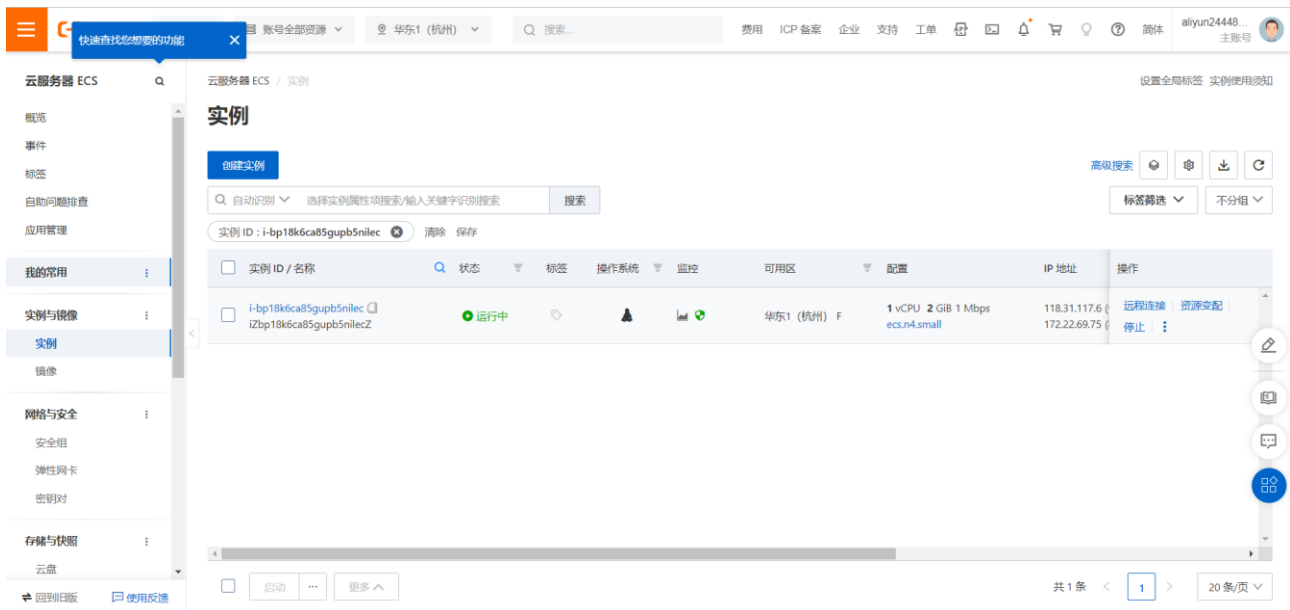 快速查找您想要的功能
账号全部资源
华东1（杭州）
搜索...
费用 ICP 备案 企业 支持 工单 简体
aliyun24448...
主账号
云服务器 ECS
概览
事件
标签
自助问题排查
应用管理
我的常用
实例与镜像
实例
镜像
网络与安全
安全组
弹性网卡
密钥对
存储与快照
云盘
回到旧版 使用反馈
云服务器 ECS / 实例
设置全局标签 实例使用须知
实例
创建实例
高级搜索
自动识别 选择实例属性项搜索/输入关键字识别搜索 搜索
标签筛选 不分组
实例 ID : i-bp18k6ca85gupb5nilec 清除 保存
实例 ID / 名称 状态 标签 操作系统 监控 可用区 配置 IP 地址 操作
i-bp18k6ca85gupb5nilec
iZbp18k6ca85gupb5nilecZ
运行中
华东1（杭州） F
1 vCPU 2 GiB 1 Mbps
ecs.n4.small
118.31.117.6
172.22.69.75
远程连接 资源变配
停止
启动 ... 更多
共 1 条 < 1 > 20 条/页